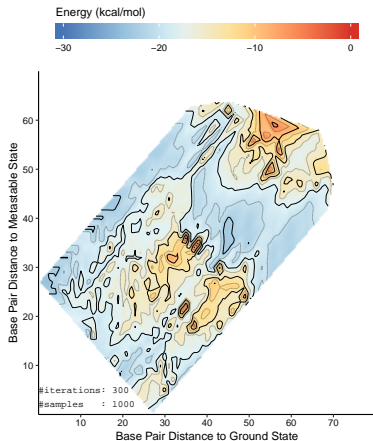 Energy (kcal/mol)
−30 −20 −10 0
Base Pair Distance to Metastable State
60
50
40
30
20
10
#iterations: 300
#samples   : 1000
10 20 30 40 50 60 70
Base Pair Distance to Ground State